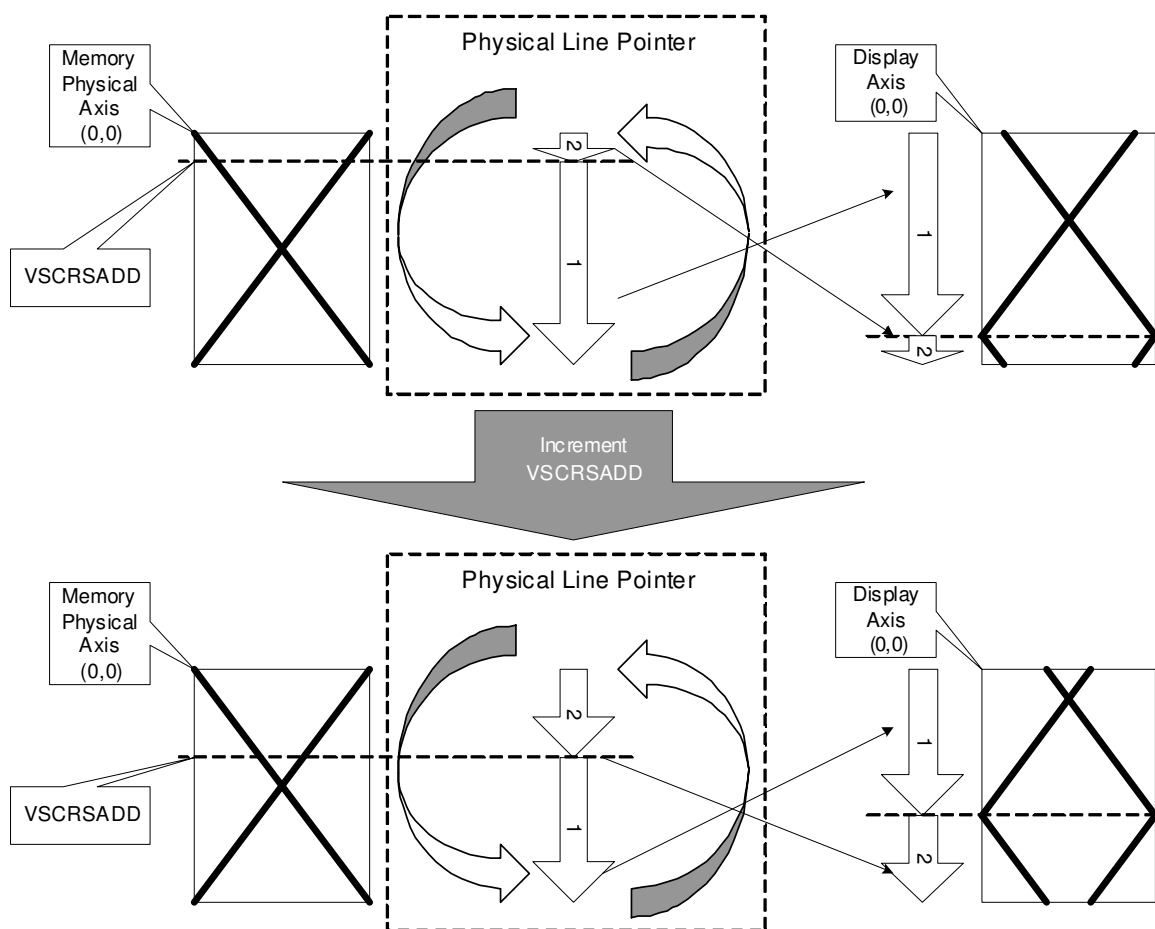 Physical Line Pointer
Memory
Physical
Axis
(0,0)
Display
Axis
(0,0)
2
1
1
2
VSCRSADD
Increment
VSCRSADD
Physical Line Pointer
Memory
Physical
Axis
(0,0)
Display
Axis
(0,0)
2
1
1
2
VSCRSADD